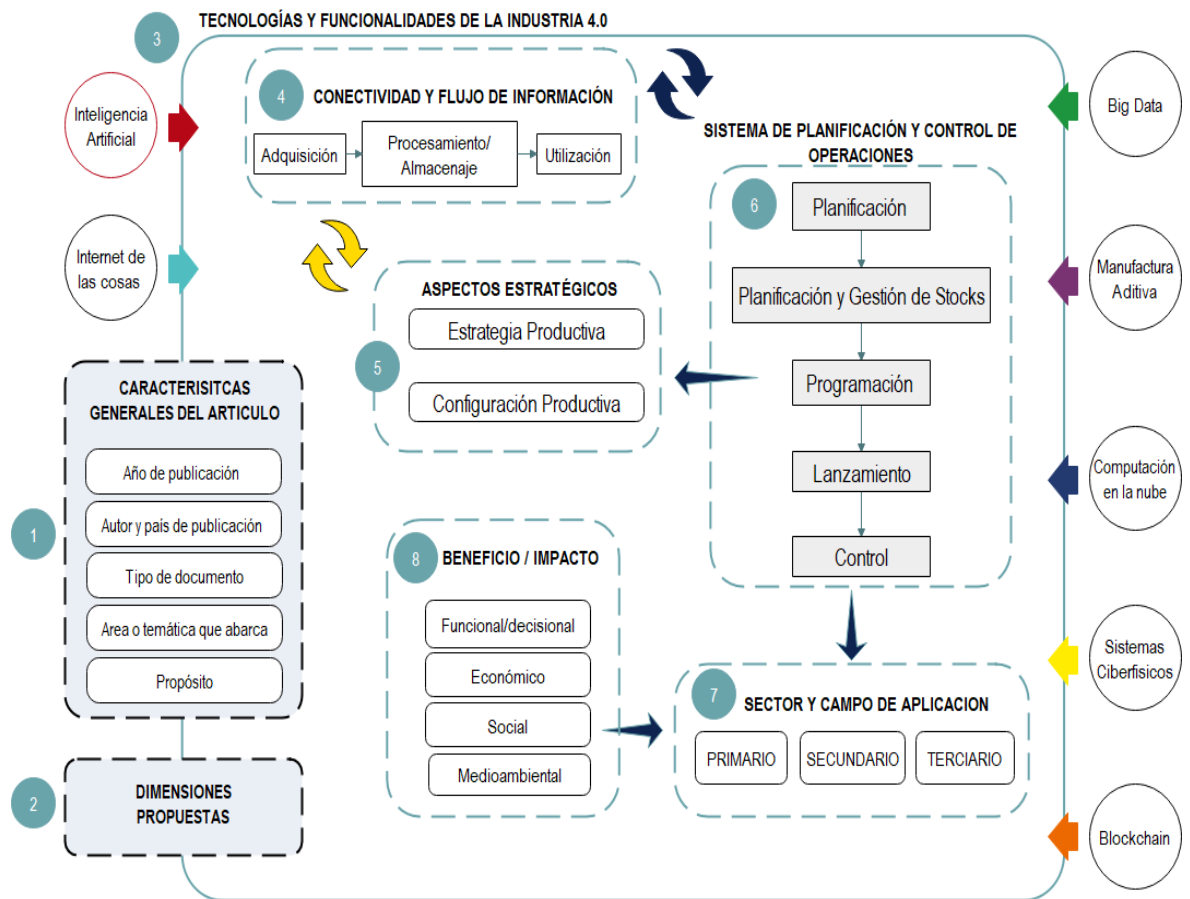 TECNOLOGÍAS Y FUNCIONALIDADES DE LA INDUSTRIA 4.0
3
Inteligencia
Artificial
Internet de
las cosas
4
CONECTIVIDAD Y FLUJO DE INFORMACIÓN
Adquisición
Procesamiento/
Almacenaje
Utilización
SISTEMA DE PLANIFICACIÓN Y CONTROL DE
OPERACIONES
6
Planificación
Planificación y Gestión de Stocks
Programación
Lanzamiento
Control
ASPECTOS ESTRATÉGICOS
Estrategia Productiva
5
Configuración Productiva
CARACTERISITCAS
GENERALES DEL ARTICULO
Año de publicación
1
Autor y país de publicación
Tipo de documento
Area o temática que abarca
Propósito
2
DIMENSIONES
PROPUESTAS
8
BENEFICIO / IMPACTO
Funcional/decisional
Económico
Social
Medioambiental
7
SECTOR Y CAMPO DE APLICACION
PRIMARIO
SECUNDARIO
TERCIARIO
Big Data
Manufactura
Aditiva
Computación
en la nube
Sistemas
Ciberfisicos
Blockchain